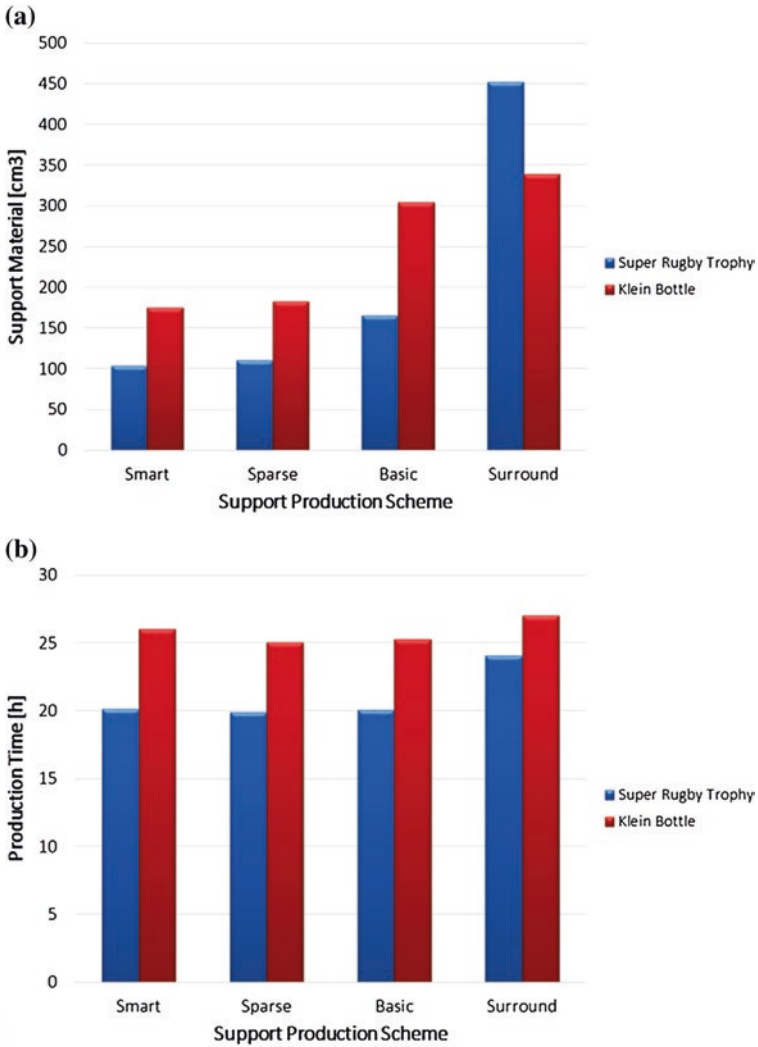 (a)
500
450
400
350
300
250
200
150
100
50
0
Support Material [cm3]
Smart Sparse Basic Surround
Support Production Scheme
Super Rugby Trophy
Klein Bottle
(b)
30
25
20
15
10
5
0
Production Time [h]
Smart Sparse Basic Surround
Support Production Scheme
Super Rugby Trophy
Klein Bottle